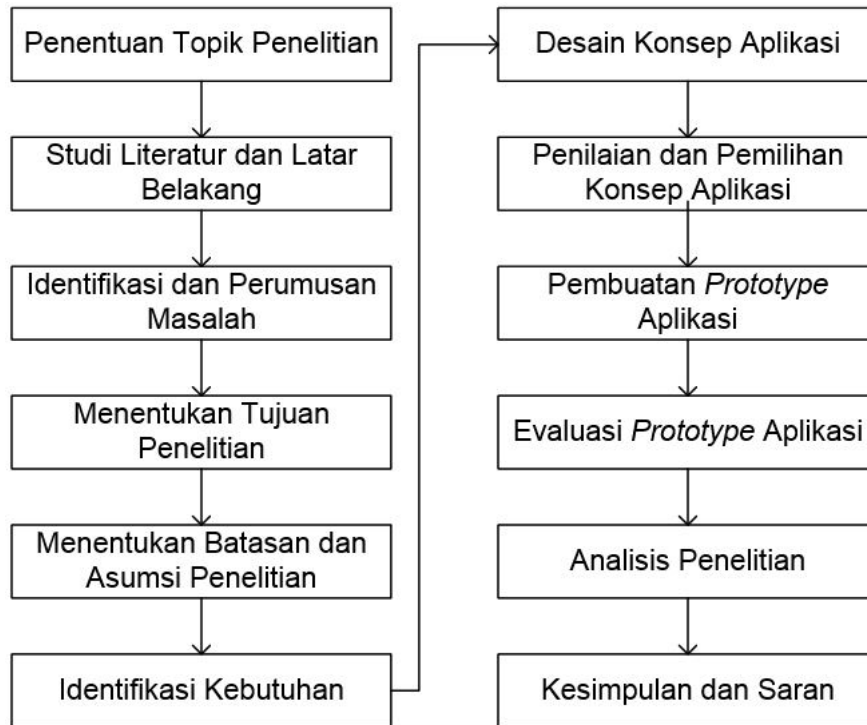 Penentuan Topik Penelitian
Studi Literatur dan Latar
Belakang
Identifikasi dan Perumusan
Masalah
Menentukan Tujuan
Penelitian
Menentukan Batasan dan
Asumsi Penelitian
Identifikasi Kebutuhan
Desain Konsep Aplikasi
Penilaian dan Pemilihan
Konsep Aplikasi
Pembuatan Prototype
Aplikasi
Evaluasi Prototype Aplikasi
Analisis Penelitian
Kesimpulan dan Saran